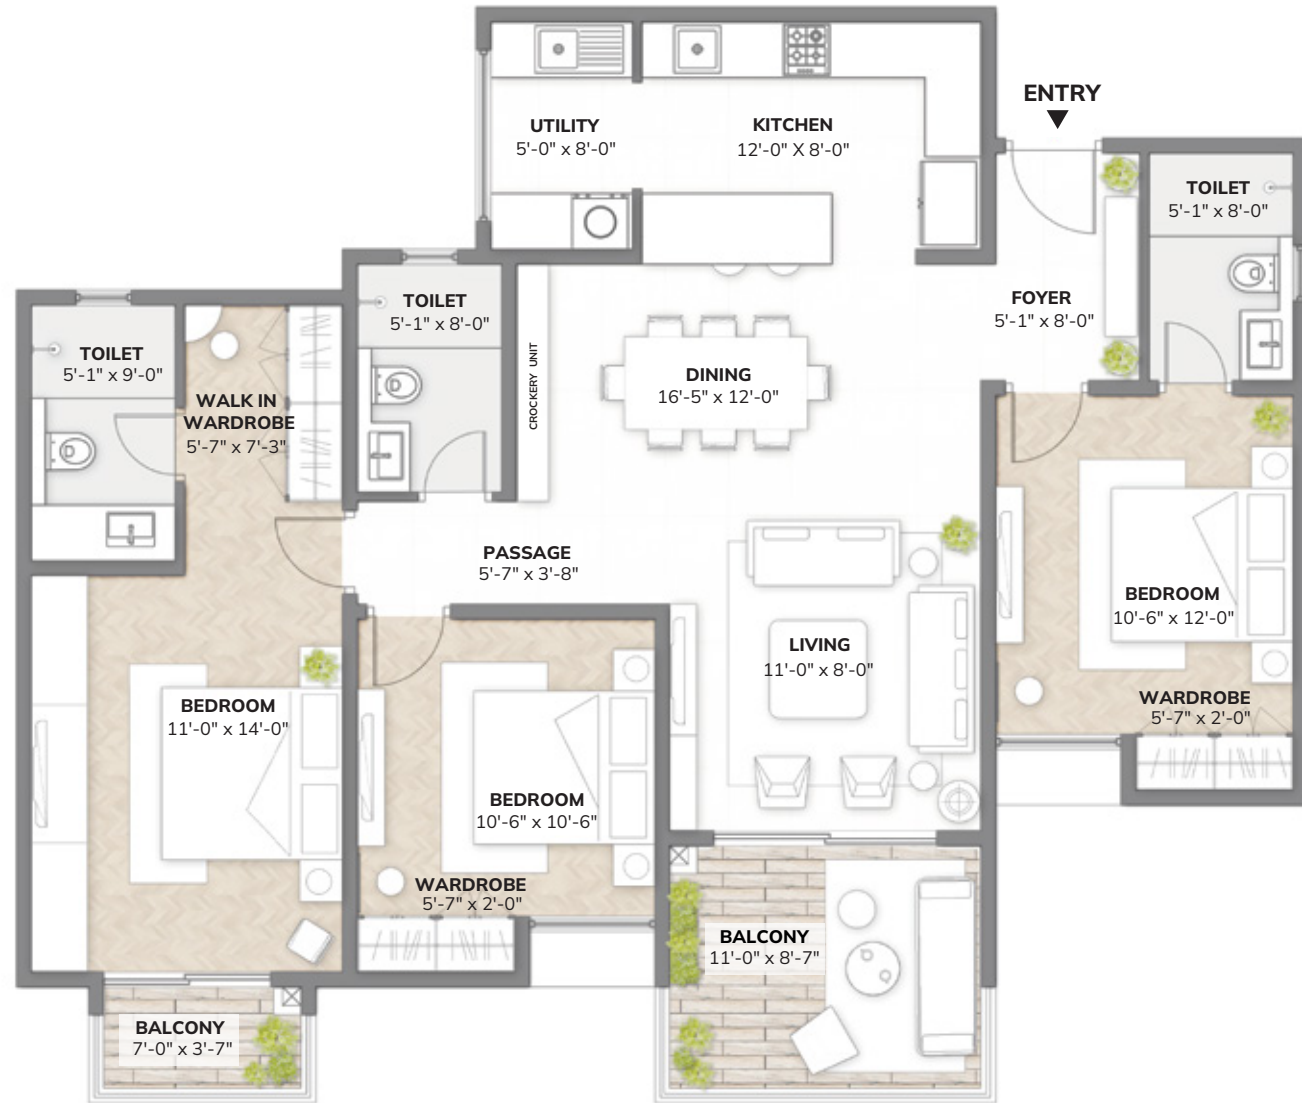 ENTRY
UTILITY
5'-0" x 8'-0"
KITCHEN
12'-0" X 8'-0"
TOILET
5'-1" x 8'-0"
FOYER
5'-1" x 8'-0"
TOILET
5'-1" x 8'-0"
TOILET
5'-1" x 9'-0"
WALK IN
WARDROBE
5'-7" x 7'-3"
CROCKERY UNIT
DINING
16'-5" x 12'-0"
PASSAGE
5'-7" x 3'-8"
BEDROOM
10'-6" x 12'-0"
LIVING
11'-0" x 8'-0"
WARDROBE
5'-7" x 2'-0"
BEDROOM
11'-0" x 14'-0"
BEDROOM
10'-6" x 10'-6"
WARDROBE
5'-7" x 2'-0"
BALCONY
11'-0" x 8'-7"
BALCONY
7'-0" x 3'-7"